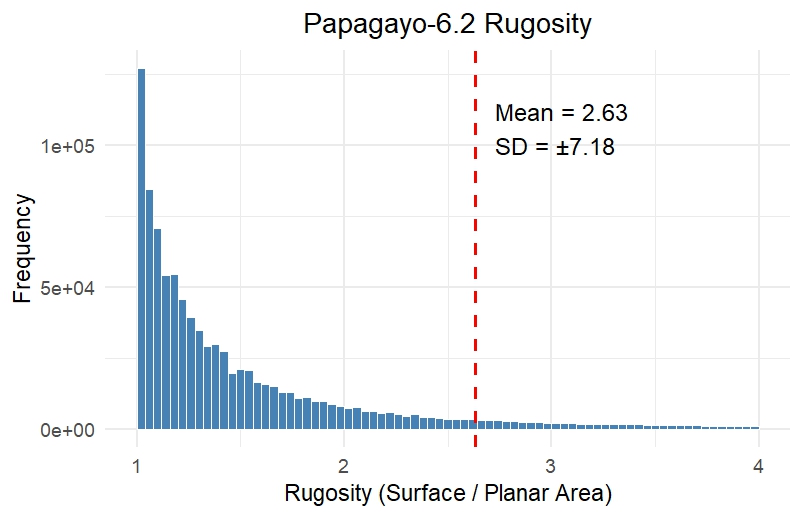 Papagayo-6.2 Rugosity
Mean = 2.63
SD = ±7.18
1e+05
5e+04
0e+00
Frequency
1 2 3 4
Rugosity (Surface / Planar Area)